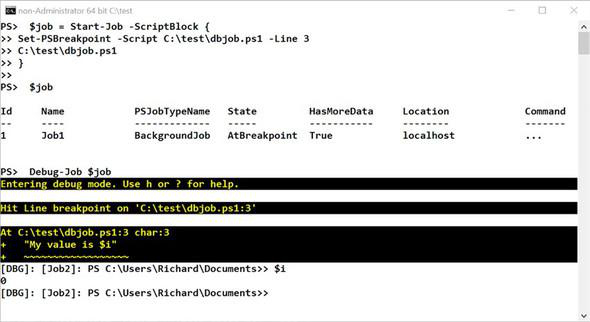 non-Administrator 64 bit C:\test
PS>  $job = Start-Job -ScriptBlock {
>> Set-PSBreakpoint -Script C:\test\dbjob.ps1 -Line 3
>> C:\test\dbjob.ps1
>> }
>>
PS>  $job
Id     Name            PSJobTypeName   State         HasMoreData     Location             Command
--     ----            -------------   -----         -----------     --------             -------
1      Job1            BackgroundJob   AtBreakpoint  True            localhost            ...
PS>  Debug-Job $job
Entering debug mode. Use h or ? for help.
Hit Line breakpoint on 'C:\test\dbjob.ps1:3'
At C:\test\dbjob.ps1:3 char:3
+   "My value is $i"
+   ~~~~~~~~~~~~~~~~~~
[DBG]: [Job2]: PS C:\Users\Richard\Documents>> $i
0
[DBG]: [Job2]: PS C:\Users\Richard\Documents>>